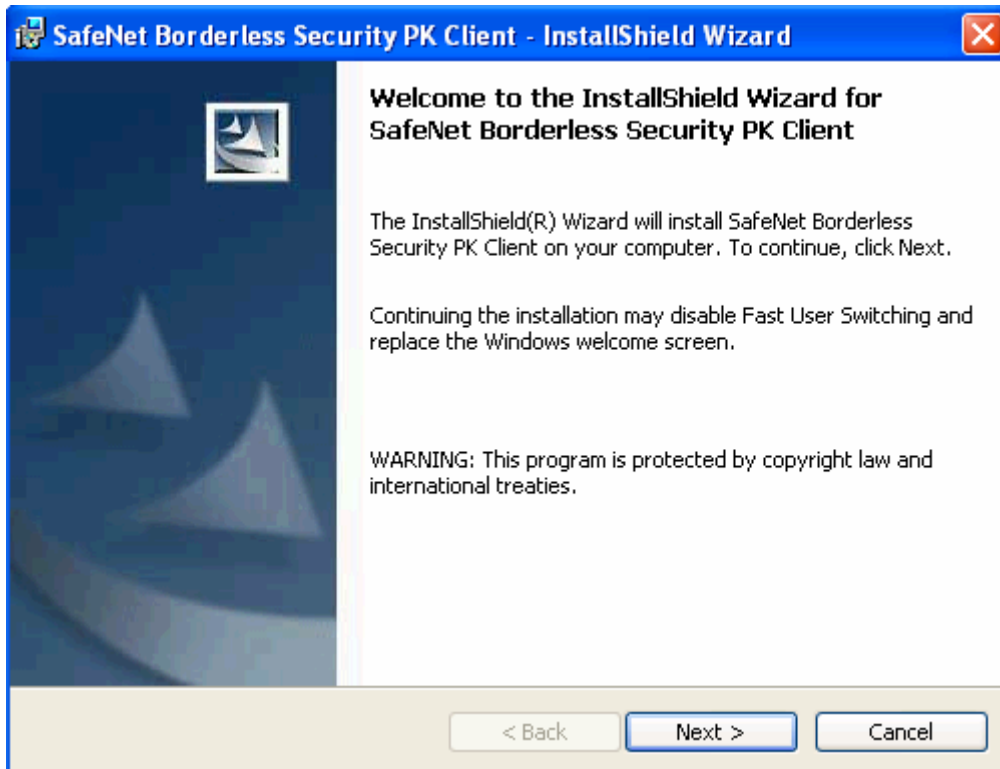 SafeNet Borderless Security PK Client - InstallShield Wizard
Welcome to the InstallShield Wizard for
SafeNet Borderless Security PK Client
The InstallShield(R) Wizard will install SafeNet Borderless
Security PK Client on your computer. To continue, click Next.
Continuing the installation may disable Fast User Switching and
replace the Windows welcome screen.
WARNING: This program is protected by copyright law and
international treaties.
< Back
Next >
Cancel